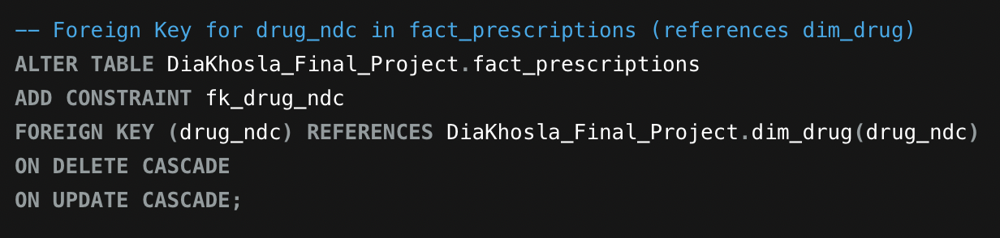 -- Foreign Key for drug_ndc in fact_prescriptions (references dim_drug)
ALTER TABLE DiaKhosla_Final_Project.fact_prescriptions
ADD CONSTRAINT fk_drug_ndc
FOREIGN KEY (drug_ndc) REFERENCES DiaKhosla_Final_Project.dim_drug(drug_ndc)
ON DELETE CASCADE
ON UPDATE CASCADE;